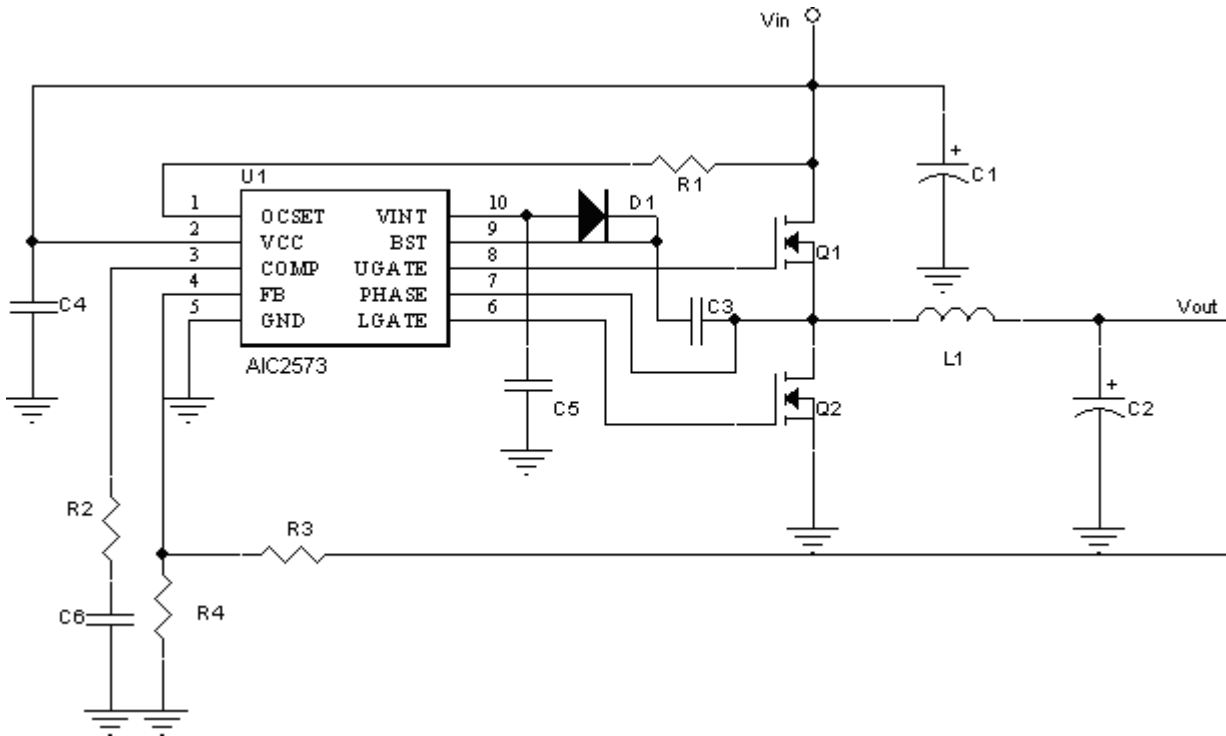 Vin
C1
R1
U1
D1
1 OCSET VINT 10
2 VCC BST 9
3 COMP UGATE 8
4 FB PHASE 7
5 GND LGATE 6
AIC2573
Q1
C4
C3
Vout
L1
C5
Q2
C2
R2
R3
C6
R4
+
+